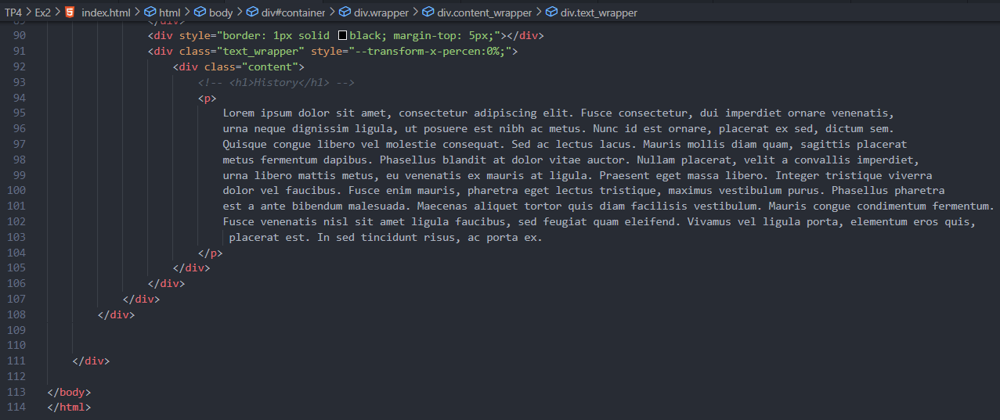 TP4 > Ex2 > index.html > html > body > div#container > div.wrapper > div.content_wrapper > div.text_wrapper
89 </div>
90 <div style="border: 1px solid black; margin-top: 5px;"></div>
91 <div class="text_wrapper" style="--transform-x-percen:0%;">
92 <div class="content">
93 <!-- <h1>History</h1> -->
94 <p>
95 Lorem ipsum dolor sit amet, consectetur adipiscing elit. Fusce consectetur, dui imperdiet ornare venenatis,
96 urna neque dignissim ligula, ut posuere est nibh ac metus. Nunc id est ornare, placerat ex sed, dictum sem.
97 Quisque congue libero vel molestie consequat. Sed ac lectus lacus. Mauris mollis diam quam, sagittis placerat
98 metus fermentum dapibus. Phasellus blandit at dolor vitae auctor. Nullam placerat, velit a convallis imperdiet,
99 urna libero mattis metus, eu venenatis ex mauris at ligula. Praesent eget massa libero. Integer tristique viverra
100 dolor vel faucibus. Fusce enim mauris, pharetra eget lectus tristique, maximus vestibulum purus. Phasellus pharetra
101 est a ante bibendum malesuada. Maecenas aliquet tortor quis diam facilisis vestibulum. Mauris congue condimentum fermentum.
102 Fusce venenatis nisl sit amet ligula faucibus, sed feugiat quam eleifend. Vivamus vel ligula porta, elementum eros quis,
103 placerat est. In sed tincidunt risus, ac porta ex.
104 </p>
105 </div>
106 </div>
107 </div>
108 </div>
109
110
111 </div>
112
113 </body>
114 </html>